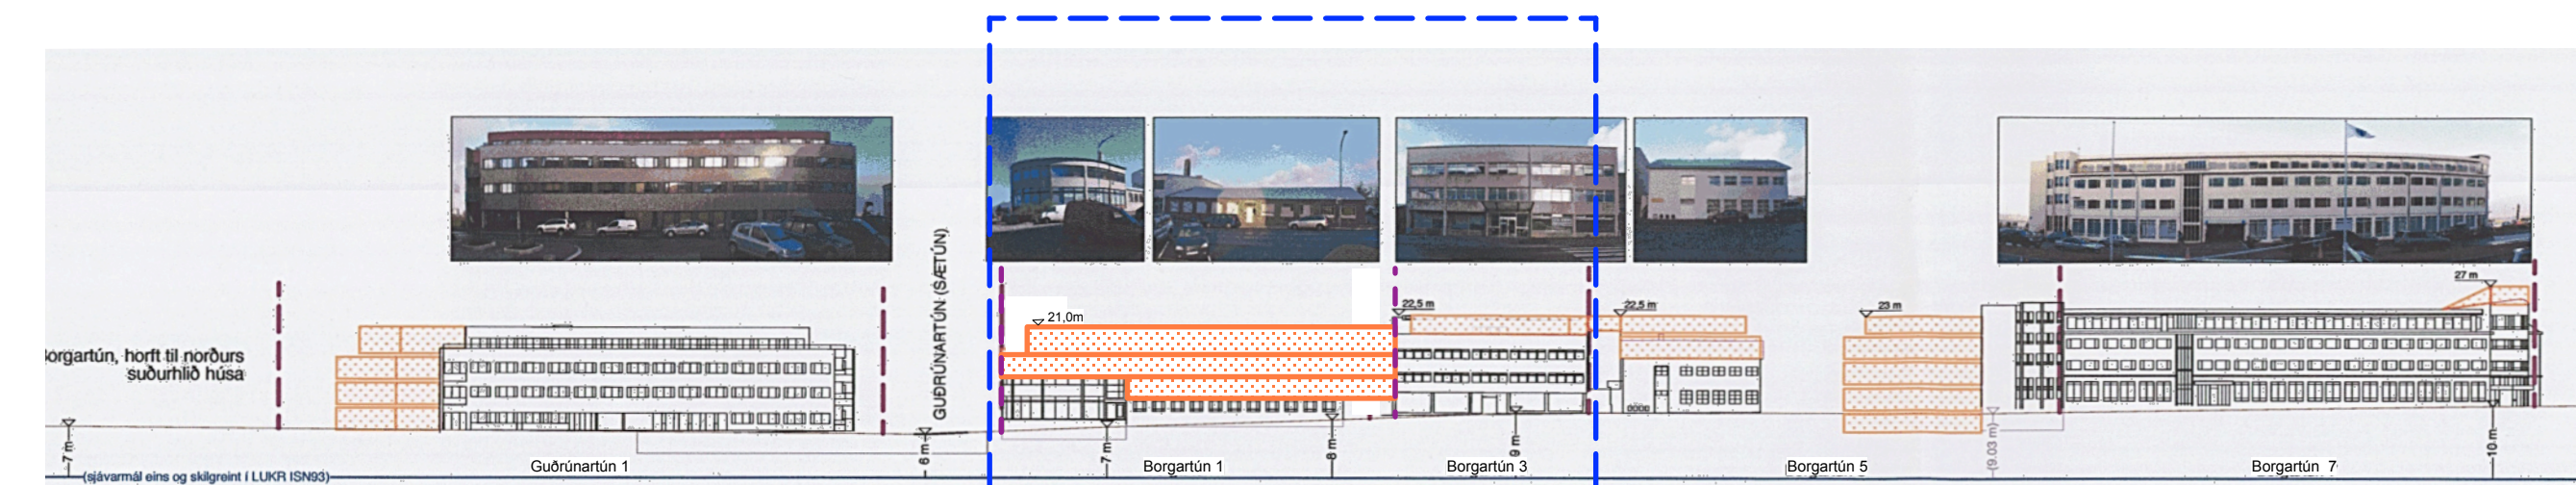 GUÐRÚNARTÚN (SÆTÚN)
27 m
22,5 m
22,5 m
23 m
21,0m
Borgartún, horft til norðurs
suðurhlið húsa
7 m
6 m
7 m
8 m
9 m
(9.03 m)
10 m
Guðrúnartún 1
Borgartún 1
Borgartún 3
Borgartún 5
Borgartún 7
(sjávarmál eins og skilgreint í LUKR ISN93)